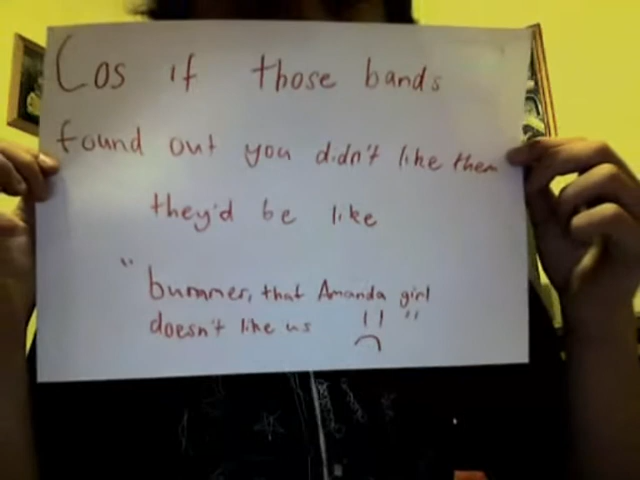 Cos if those bands
found out you didn't like them
they'd be like
"bummer, that Amanda girl
doesn't like us :( "